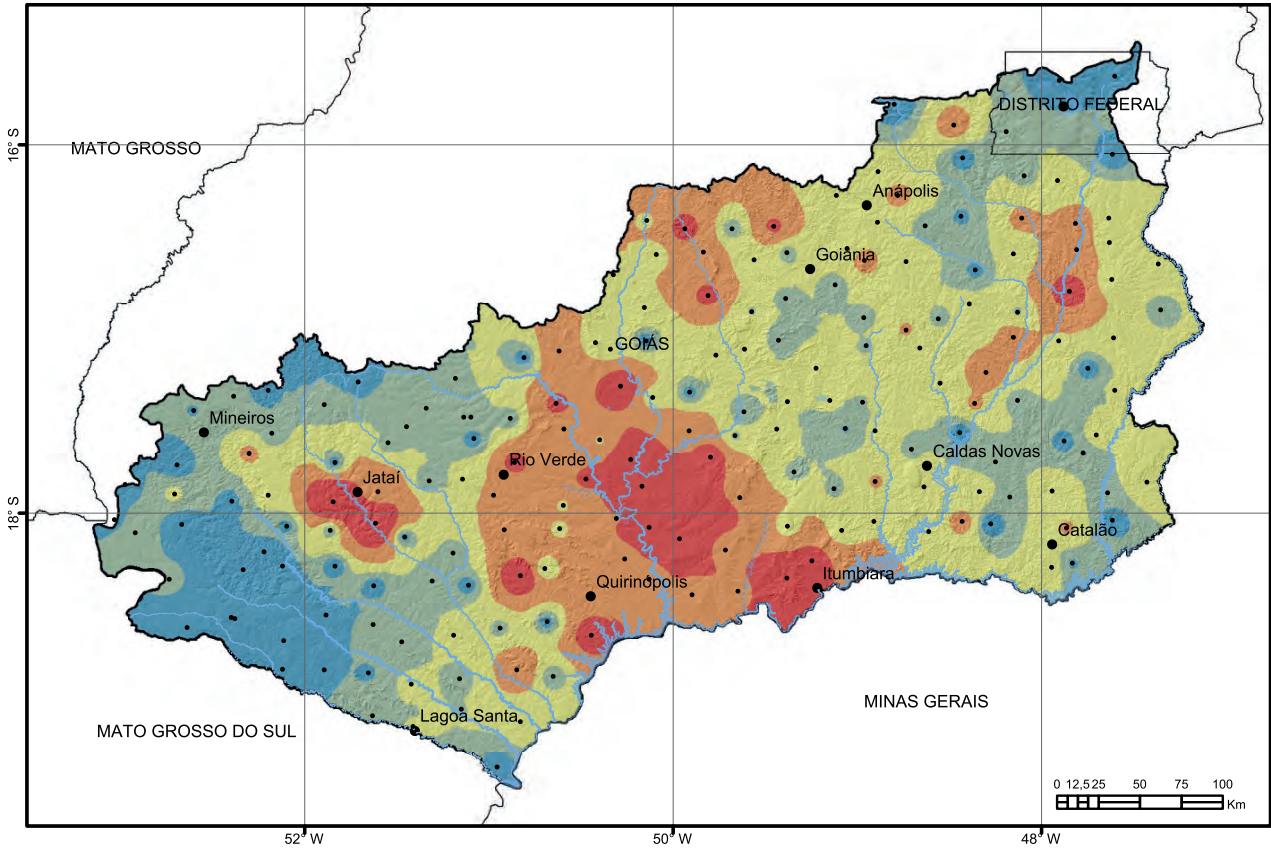 DISTRITO FEDERAL
16° S
MATO GROSSO
Anápolis
Goiânia
GOIÁS
Mineiros
Caldas Novas
Rio Verde
Jataí
18° S
Catalão
Itumbiara
Quirinópolis
MINAS GERAIS
Lagoa Santa
MATO GROSSO DO SUL
0 12,5 25 50 75 100
Km
52° W 50° W 48° W